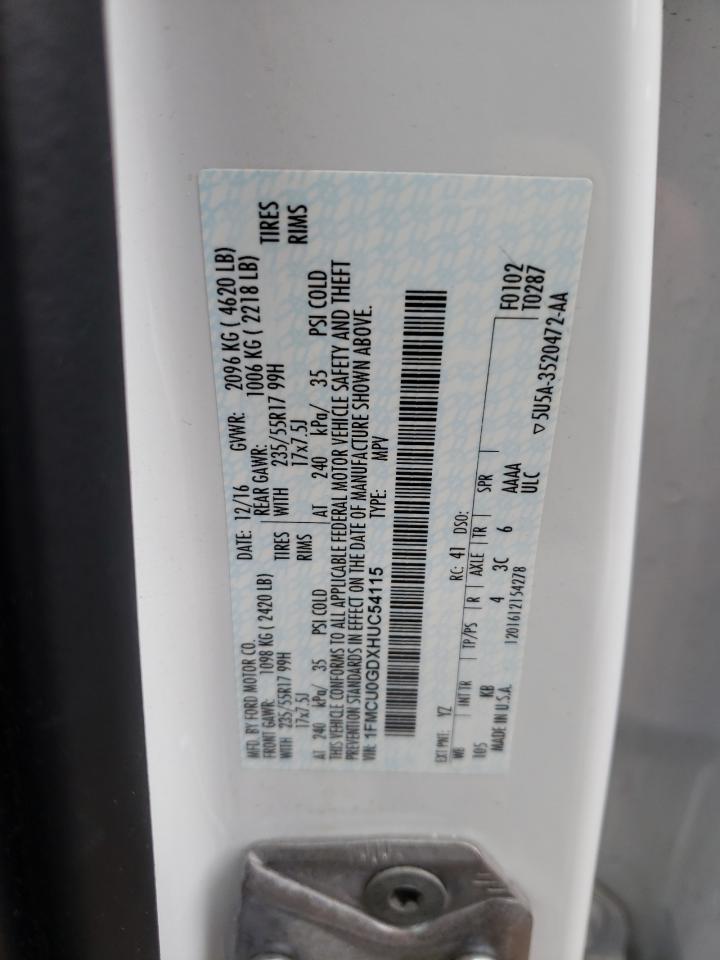 MFD. BY FORD MOTOR CO.
DATE: 12/16 GVWR: 2096 KG ( 4620 LB)
FRONT GAWR: 1098 KG ( 2420 LB) REAR GAWR: 1006 KG ( 2218 LB)
WITH 235/55R17 99H TIRES WITH 235/55R17 99H TIRES
17x7.5J RIMS 17x7.5J RIMS
AT 240 kPa/ 35 PSI COLD AT 240 kPa/ 35 PSI COLD
THIS VEHICLE CONFORMS TO ALL APPLICABLE FEDERAL MOTOR VEHICLE SAFETY AND THEFT
PREVENTION STANDARDS IN EFFECT ON THE DATE OF MANUFACTURE SHOWN ABOVE.
VIN: 1FMCU0GDXHUC54115 TYPE: MPV
EXT PNT: YZ RC: 41 DSO:
WB INT TR TP/PS R AXLE TR SPR F0102
105 KB 4 3C 6 AAAA T0287
MADE IN U.S.A. 1201612154278 ULC
▽5U5A-3520472-AA